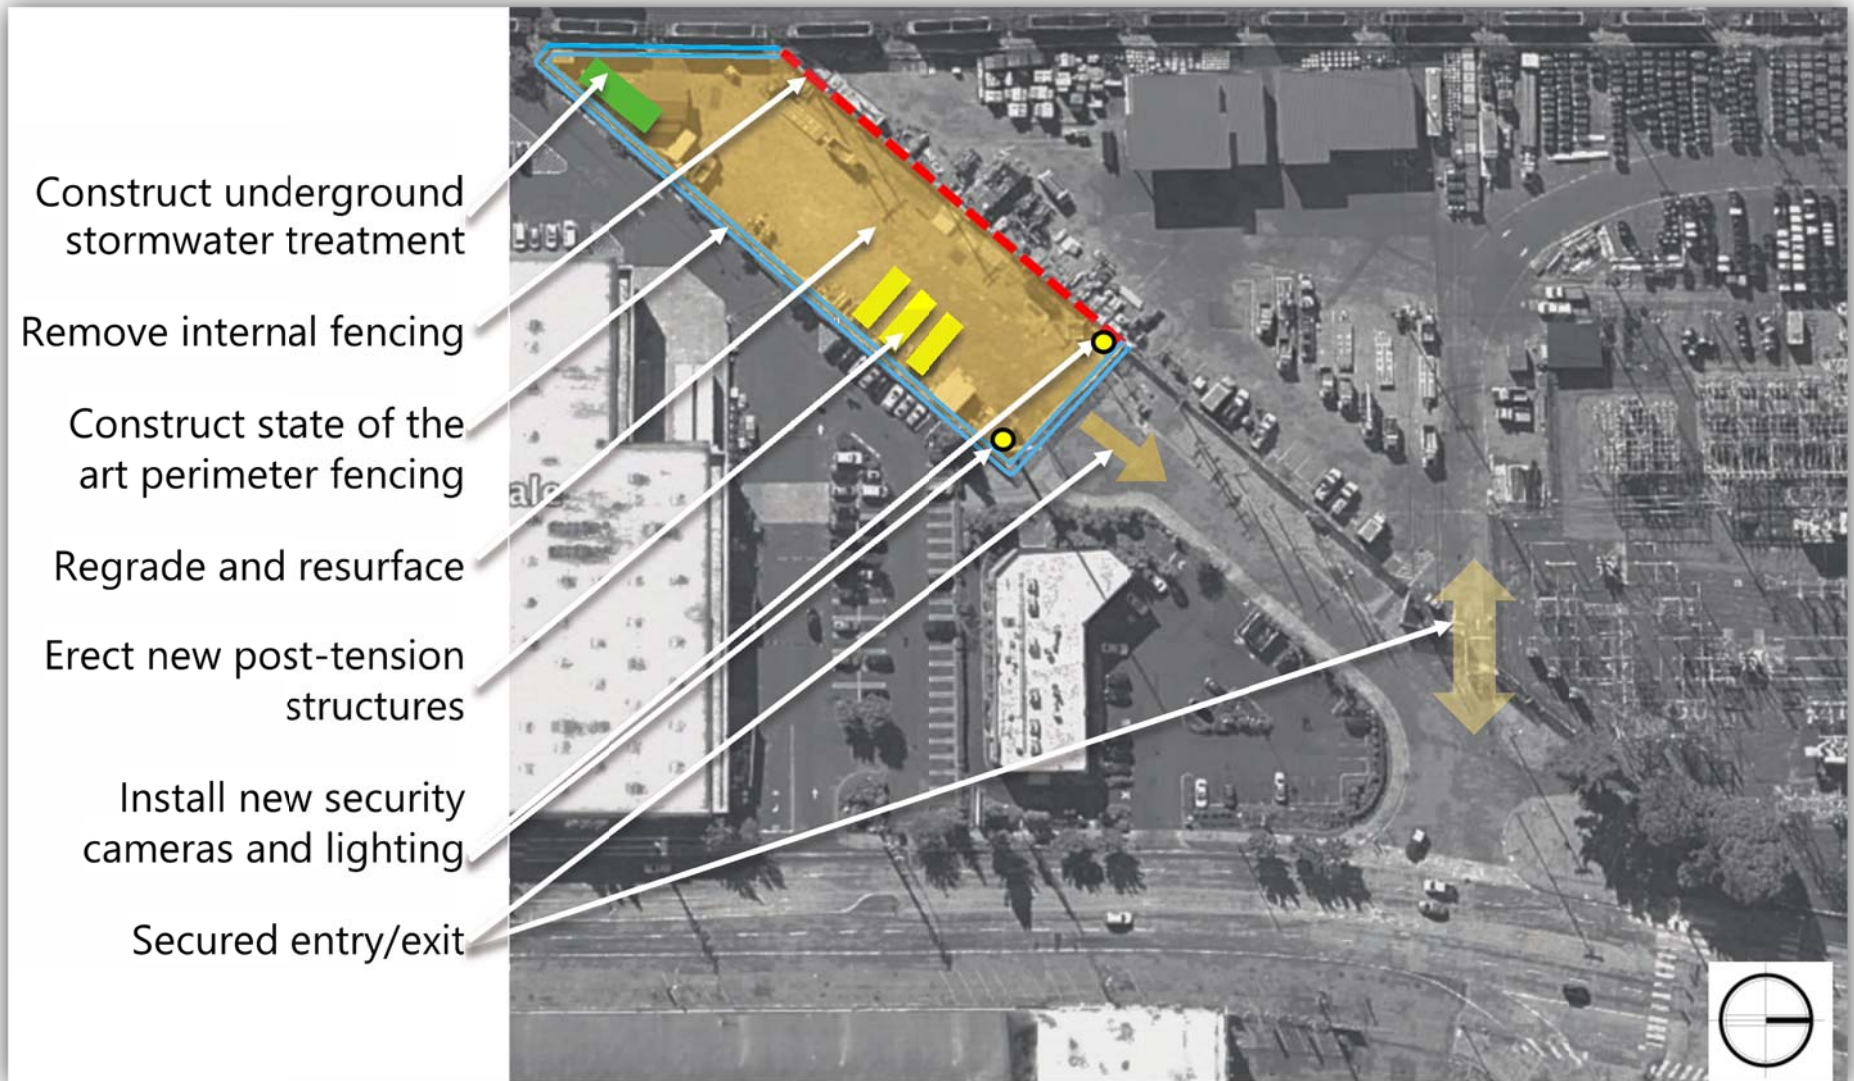 Construct underground
stormwater treatment
Remove internal fencing
Construct state of the
art perimeter fencing
Regrade and resurface
Erect new post-tension
structures
Install new security
cameras and lighting
Secured entry/exit
ale